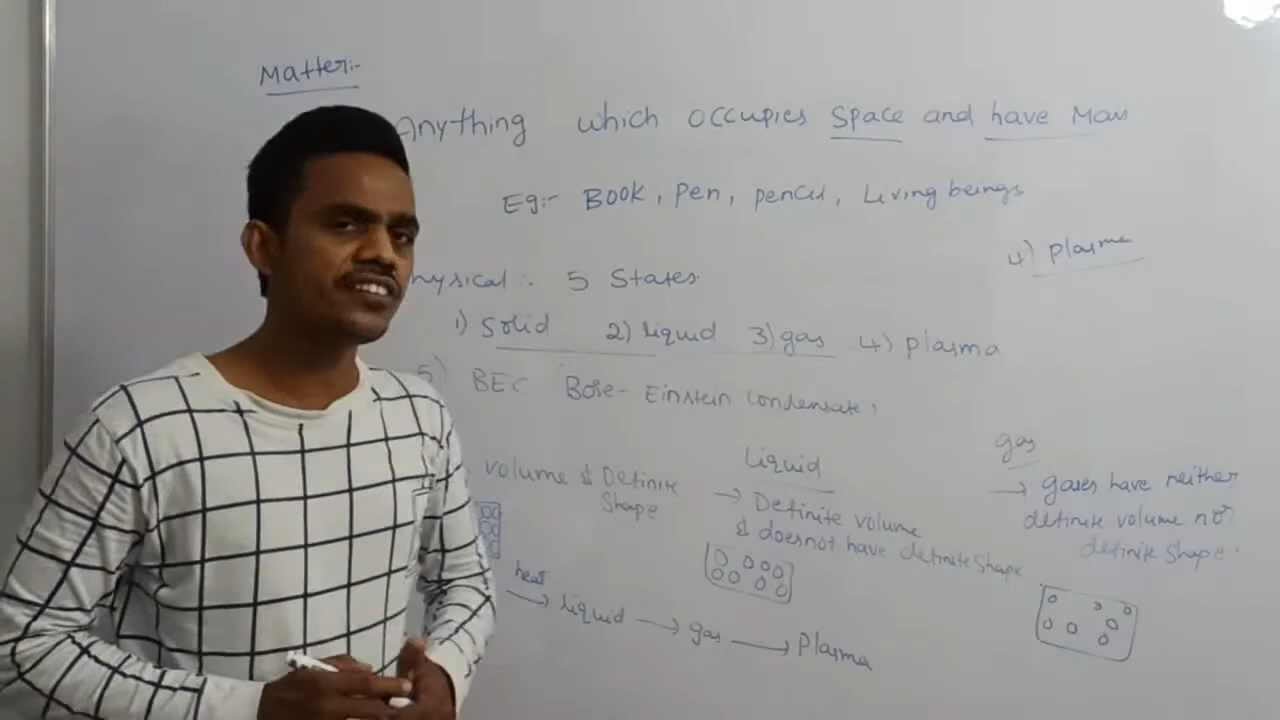 Matter:-
Anything which occupies space and have Mass
Eg:- Book, pen, pencil, Living beings
4) plasma
hysical :- 5 States
1) Solid 2) liquid 3) gas 4) plasma
5) BEC Bose-Einstein condensate
volume & Definite
Shape
Liquid
→ Definite volume
& doesnot have definite shape
gas
→ gases have neither
definite volume nor
definite shape.
heat
→ liquid → gas → Plasma